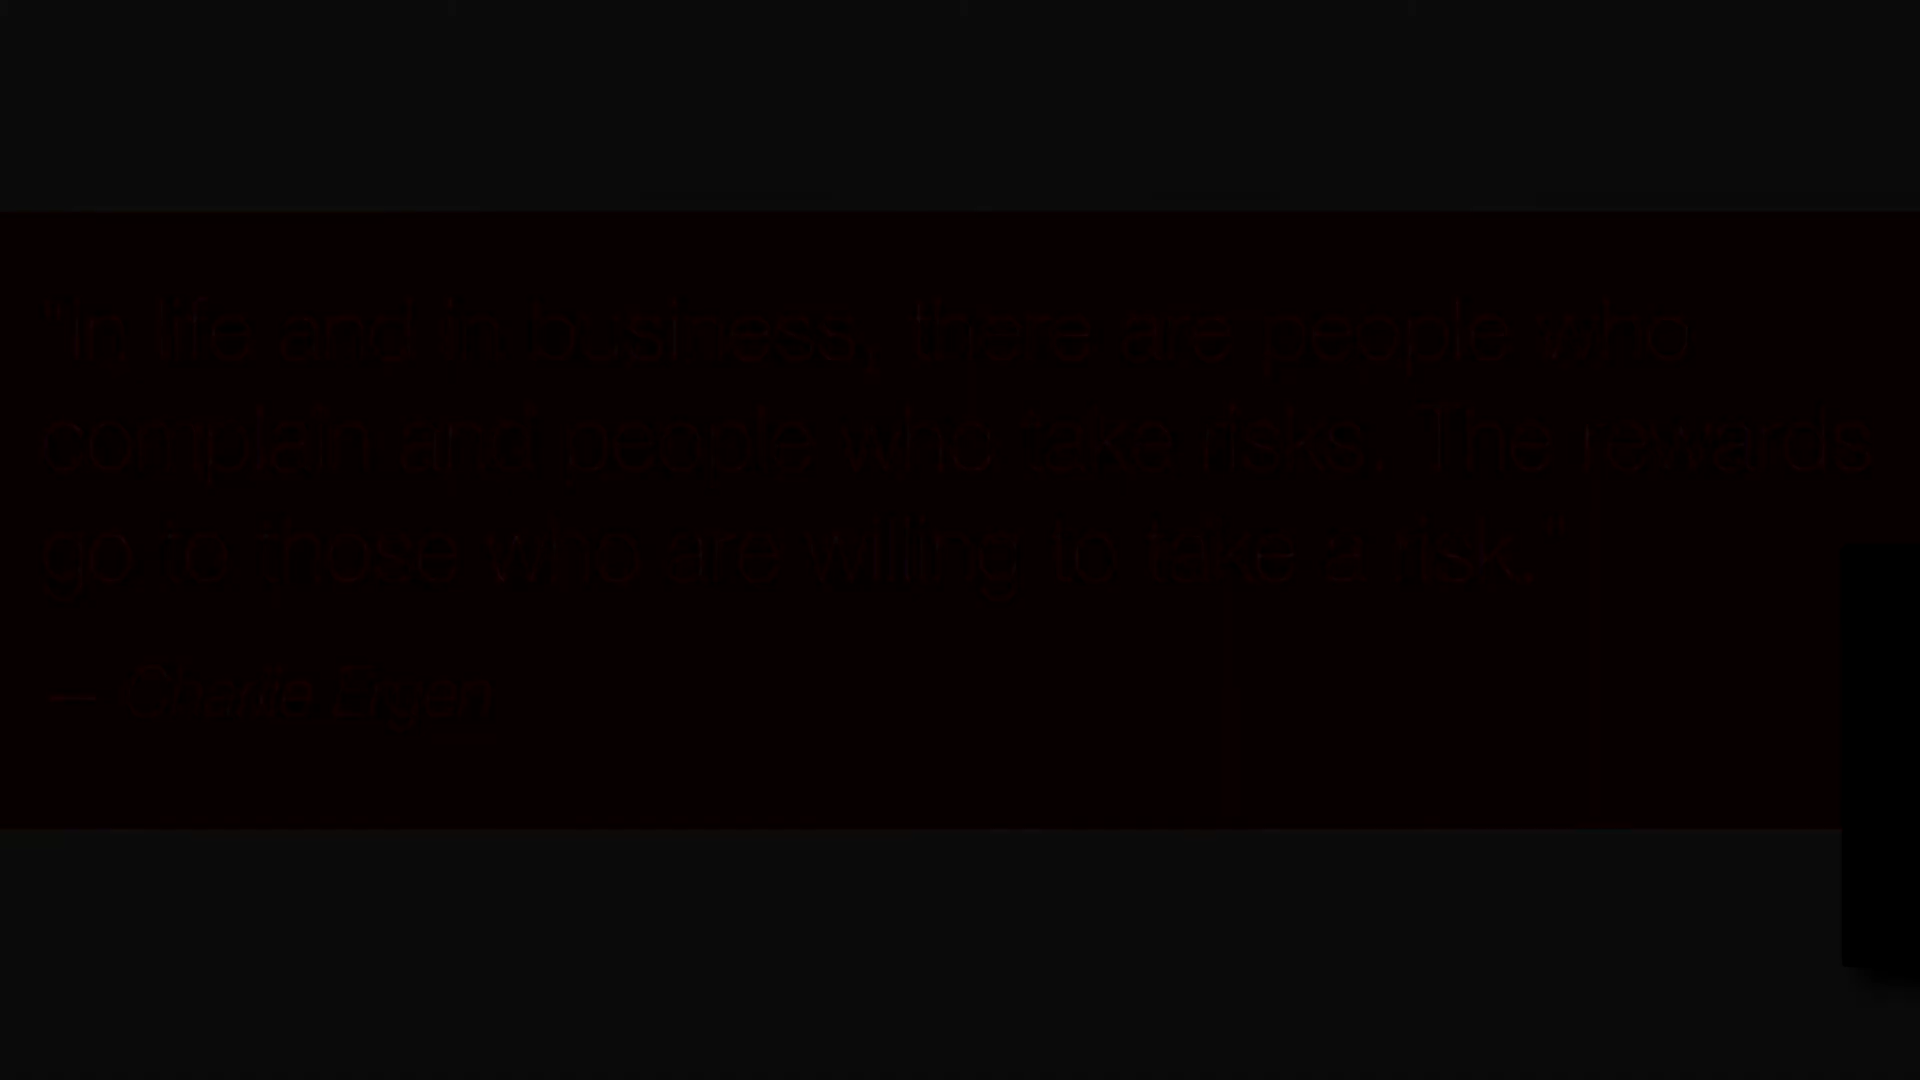 "In life and in business, there are people who
complain and people who take risks. The rewards
go to those who are willing to take a risk."
— Charlie Eryen